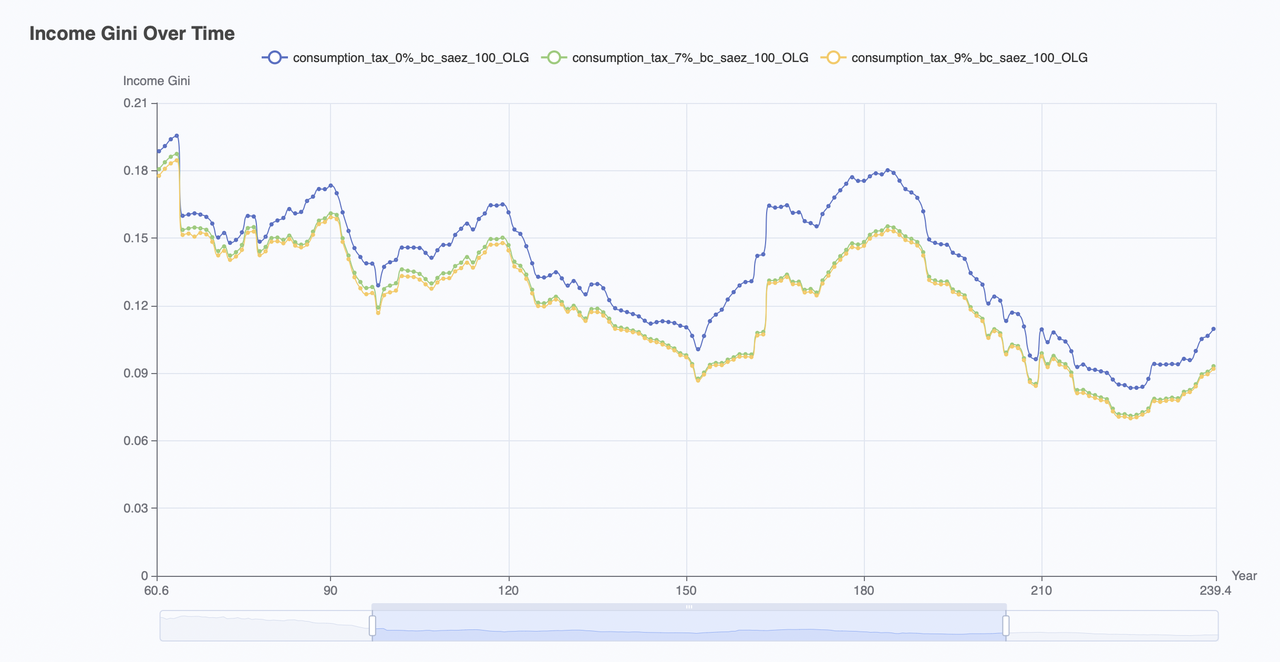 Income Gini Over Time
consumption_tax_0%_bc_saez_100_OLG consumption_tax_7%_bc_saez_100_OLG consumption_tax_9%_bc_saez_100_OLG
Income Gini
0.21
0.18
0.15
0.12
0.09
0.06
0.03
0
60.6 90 120 150 180 210 239.4
Year